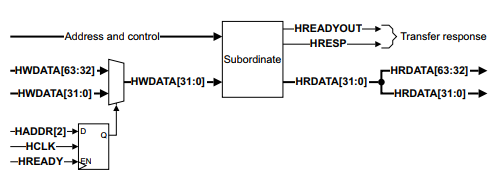 HREADYOUT
Address and control
HRESP
Transfer response
Subordinate
HWDATA[63:32]
HWDATA[31:0]
HRDATA[31:0]
HRDATA[63:32]
HWDATA[31:0]
HRDATA[31:0]
HADDR[2]
D
Q
HCLK
HREADY
EN